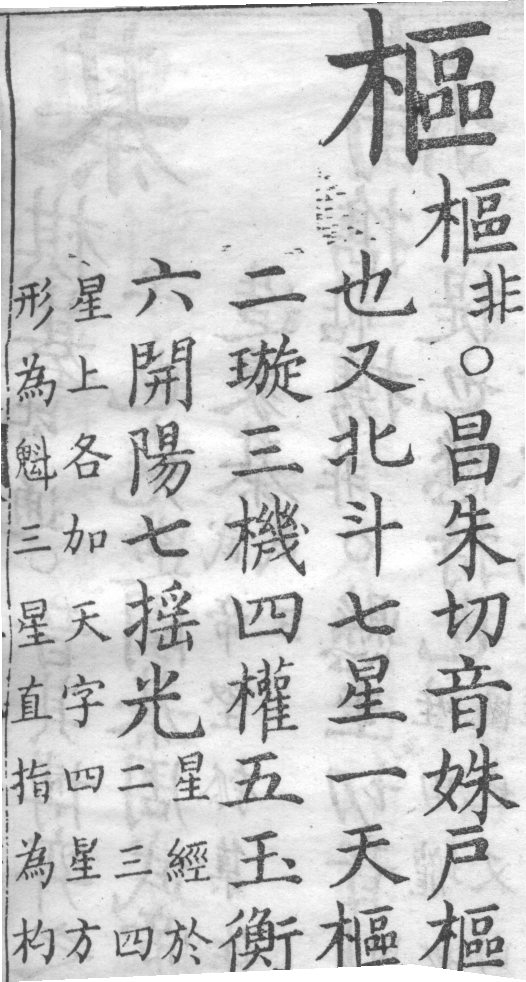 樞
樞非○昌朱切音姝戶樞
也又北斗七星一天樞
二璇三機四權五玉衡
六開陽七搖光星經於
二三四
星上各加天字四星方
形為魁三星直指為杓